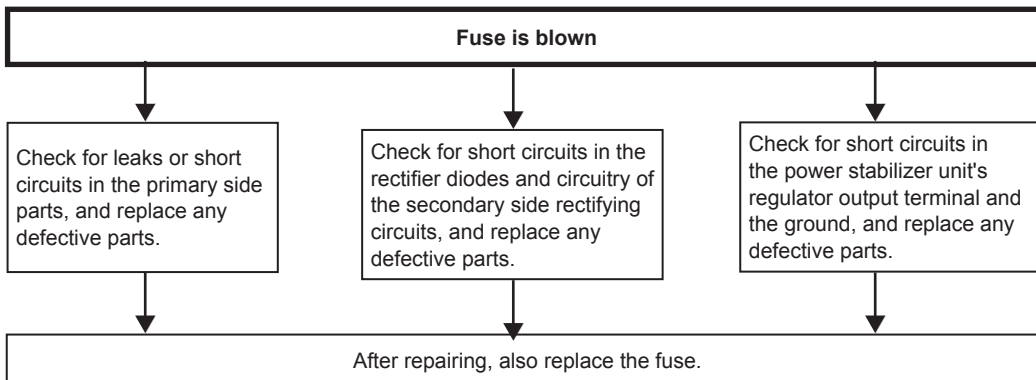 Fuse is blown
Check for leaks or short
circuits in the primary side
parts, and replace any
defective parts.
Check for short circuits in the
rectifier diodes and circuitry of
the secondary side rectifying
circuits, and replace any
defective parts.
Check for short circuits in
the power stabilizer unit's
regulator output terminal and
the ground, and replace any
defective parts.
After repairing, also replace the fuse.